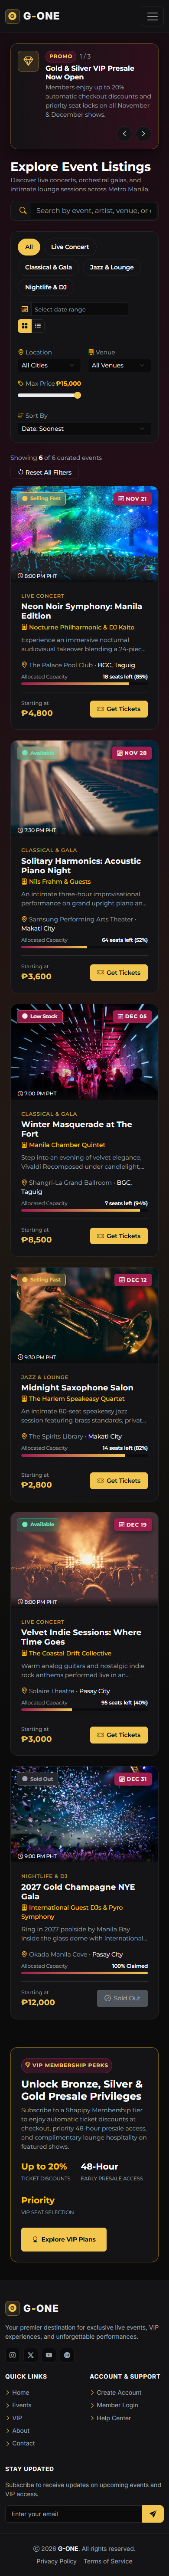 G-ONE
PROMO 1 / 3
Gold & Silver VIP Presale
Now Open
Members enjoy up to 20%
automatic checkout discounts and
priority seat locks on all November
& December shows.
Explore Event Listings
Discover live concerts, orchestral galas, and
intimate lounge sessions across Metro Manila.
Search by event, artist, venue, or c
All
Live Concert
Classical & Gala
Jazz & Lounge
Nightlife & DJ
Select date range
Location
Venue
All Cities
All Venues
Max Price ₱15,000
Sort By
Date: Soonest
Showing 6 of 6 curated events
Reset All Filters
Selling Fast
NOV 21
8:00 PM PHT
LIVE CONCERT
Neon Noir Symphony: Manila
Edition
Nocturne Philharmonic & DJ Kaito
Experience an immersive nocturnal
audiovisual takeover blending a 24-piec...
The Palace Pool Club · BGC, Taguig
Allocated Capacity 18 seats left (85%)
Starting at
₱4,800
Get Tickets
Available
NOV 28
7:30 PM PHT
CLASSICAL & GALA
Solitary Harmonics: Acoustic
Piano Night
Nils Frahm & Guests
An intimate three-hour improvisational
performance on grand upright piano an...
Samsung Performing Arts Theater ·
Makati City
Allocated Capacity 64 seats left (52%)
Starting at
₱3,600
Get Tickets
Low Stock
DEC 05
7:00 PM PHT
CLASSICAL & GALA
Winter Masquerade at The
Fort
Manila Chamber Quintet
Step into an evening of velvet elegance,
Vivaldi Recomposed under candlelight,...
Shangri-La Grand Ballroom · BGC,
Taguig
Allocated Capacity 7 seats left (94%)
Starting at
₱8,500
Get Tickets
Selling Fast
DEC 12
9:30 PM PHT
JAZZ & LOUNGE
Midnight Saxophone Salon
The Harlem Speakeasy Quartet
An intimate 80-seat speakeasy jazz
session featuring brass standards, privat...
The Spirits Library · Makati City
Allocated Capacity 14 seats left (82%)
Starting at
₱2,800
Get Tickets
Available
DEC 19
8:00 PM PHT
LIVE CONCERT
Velvet Indie Sessions: Where
Time Goes
The Coastal Drift Collective
Warm analog guitars and nostalgic indie
rock anthems performed live in an...
Solaire Theatre · Pasay City
Allocated Capacity 95 seats left (40%)
Starting at
₱3,000
Get Tickets
Sold Out
DEC 31
9:00 PM PHT
NIGHTLIFE & DJ
2027 Gold Champagne NYE
Gala
International Guest DJs & Pyro
Symphony
Ring in 2027 poolside by Manila Bay
inside the glass dome with international...
Okada Manila Cove · Pasay City
Allocated Capacity 100% Claimed
Starting at
₱12,000
Sold Out
VIP MEMBERSHIP PERKS
Unlock Bronze, Silver &
Gold Presale Privileges
Subscribe to a Shapipy Membership tier
to enjoy automatic ticket discounts at
checkout, priority 48-hour presale access,
and complimentary lounge hospitality on
featured shows.
Up to 20%
TICKET DISCOUNTS
48-Hour
EARLY PRESALE ACCESS
Priority
VIP SEAT SELECTION
Explore VIP Plans
G-ONE
Your premier destination for exclusive live events, VIP
experiences, and unforgettable performances.
QUICK LINKS
Home
Events
VIP
About
Contact
ACCOUNT & SUPPORT
Create Account
Member Login
Help Center
STAY UPDATED
Subscribe to receive updates on upcoming events and
VIP access.
Enter your email
© 2026 G-ONE. All rights reserved.
Privacy Policy Terms of Service